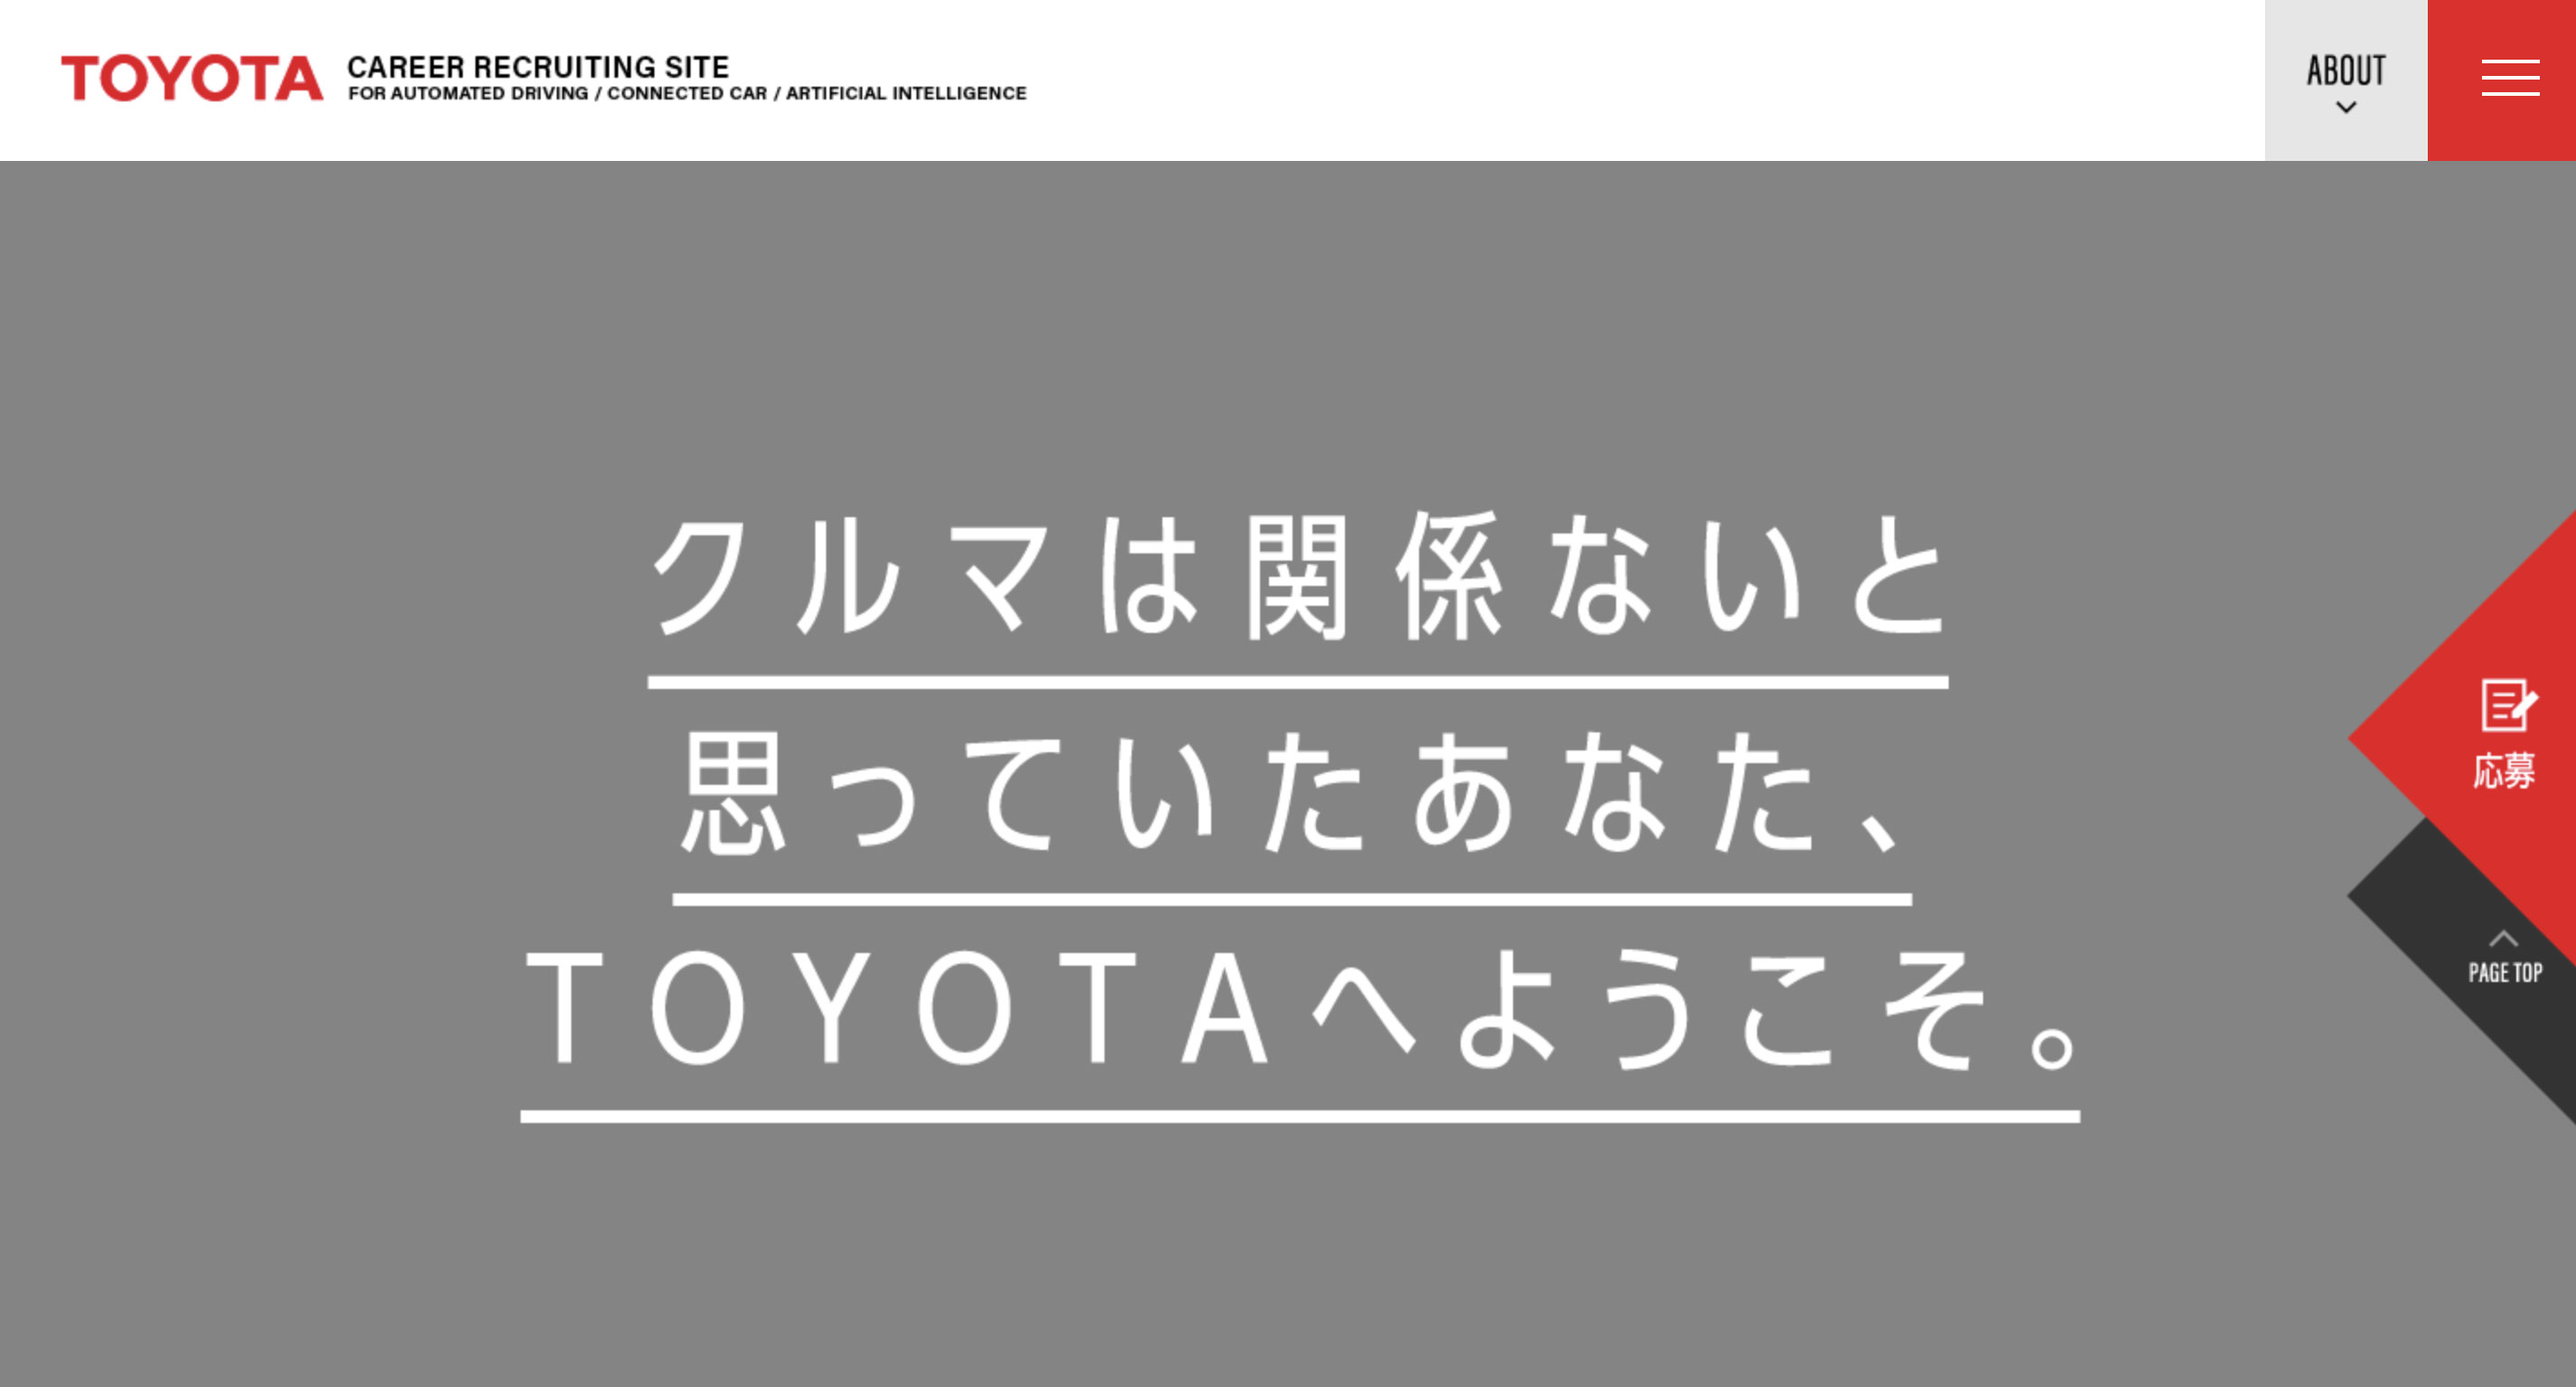 TOYOTA
CAREER RECRUITING SITE
FOR AUTOMATED DRIVING / CONNECTED CAR / ARTIFICIAL INTELLIGENCE
ABOUT
クルマは関係ないと
思っていたあなた、
TOYOTAへようこそ。
応募
PAGE TOP